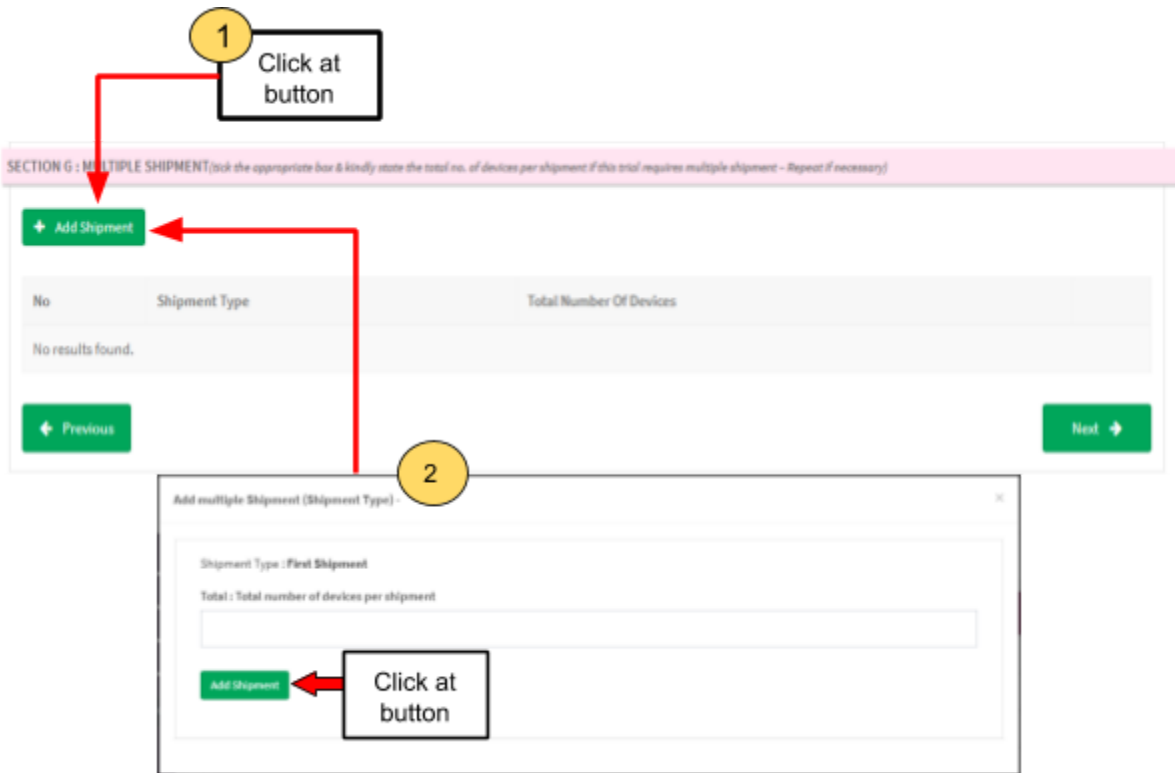 1
Click at
button
SECTION G : MULTIPLE SHIPMENT(tick the appropriate box & kindly state the total no. of devices per shipment if this trial requires multiple shipment – Repeat if necessary)
Add Shipment
No Shipment Type Total Number Of Devices
No results found.
Previous Next
2
Add multiple Shipment (Shipment Type) -
Shipment Type : First Shipment
Total : Total number of devices per shipment
Add Shipment
Click at
button